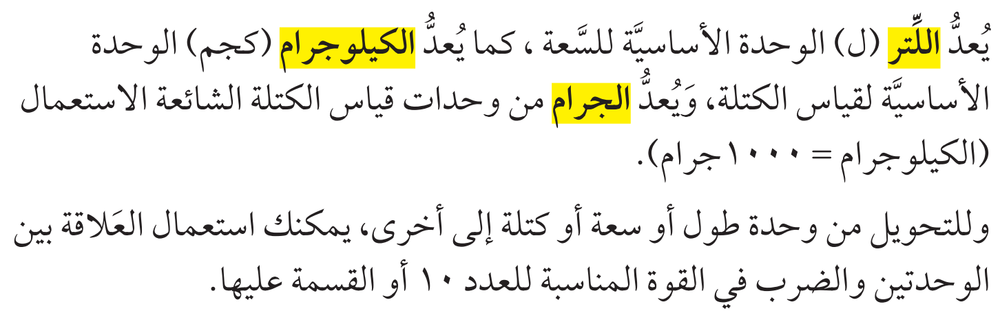 يُعدُّ اللِّتر (ل) الوحدة الأساسيَّة للسَّعة ، كما يُعدُّ الكيلوجرام (كجم) الوحدة
الأساسيَّة لقياس الكتلة، وَيُعدُّ الجرام من وحدات قياس الكتلة الشائعة الاستعمال
(الكيلوجرام = ١٠٠٠ جرام).
وللتحويل من وحدة طول أو سعة أو كتلة إلى أخرى، يمكنك استعمال العَلاقة بين
الوحدتين والضرب في القوة المناسبة للعدد ١٠ أو القسمة عليها.